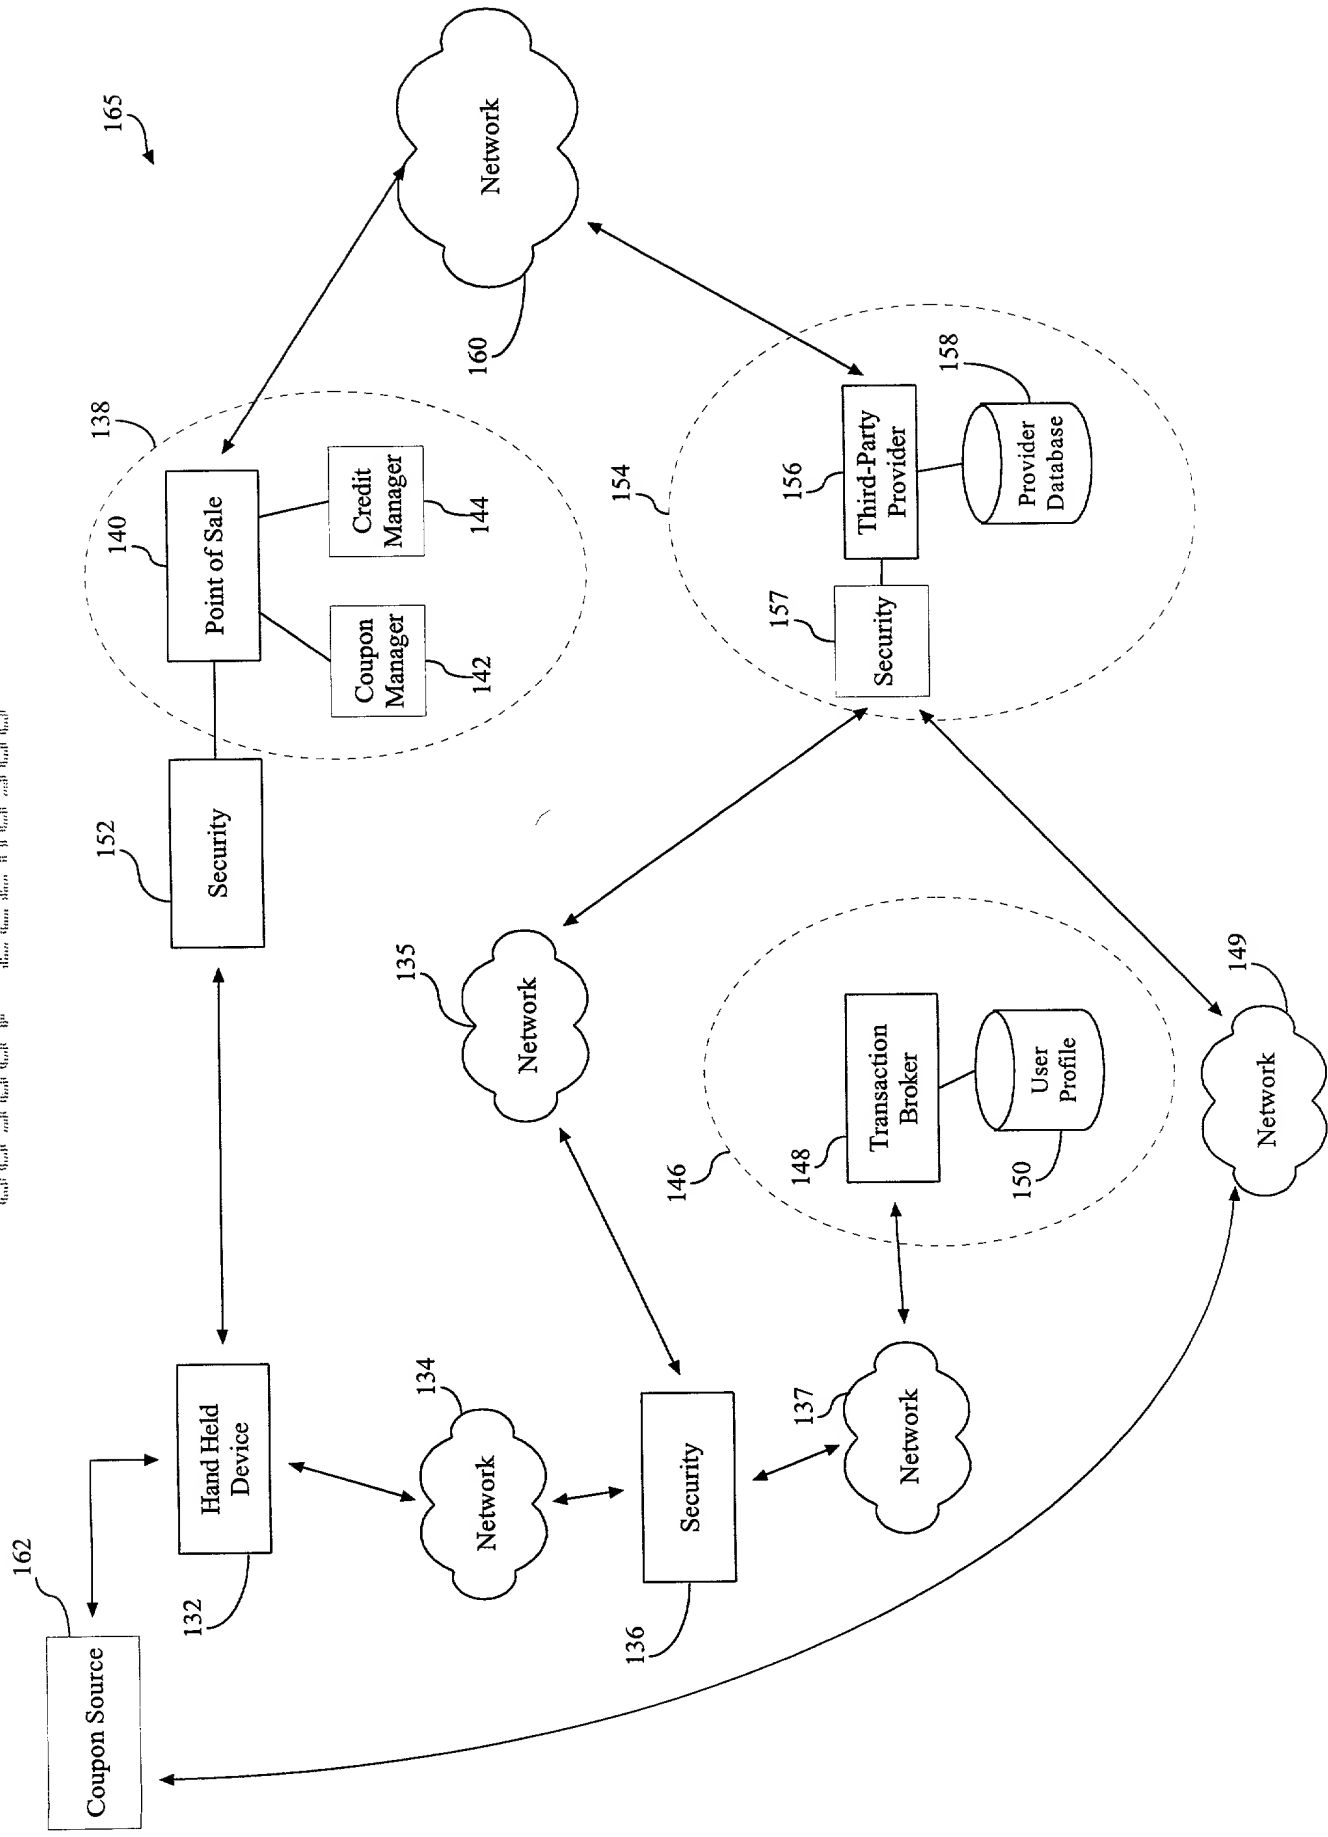 165
162
Coupon Source
Hand Held
Device
132
152
Security
138
140
Point of Sale
Coupon
Manager
142
Credit
Manager
144
Network
160
134
Network
135
Network
136
Security
137
Network
146
148
Transaction
Broker
150
User
Profile
149
Network
154
156
Third-Party
Provider
157
Security
158
Provider
Database